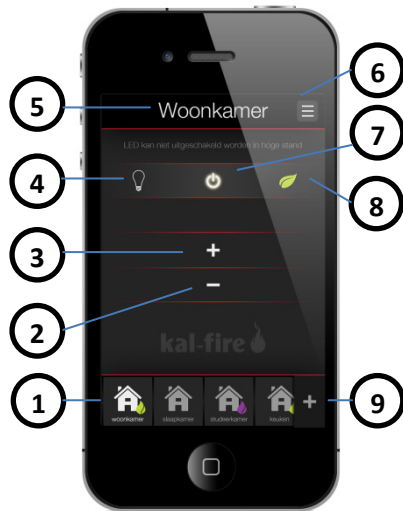 Woonkamer
LED kan niet uitgeschakeld worden in hoge stand
+
−
kal-fire
woonkamer slaapkamer studeerkamer keuken +
1
2
3
4
5
6
7
8
9